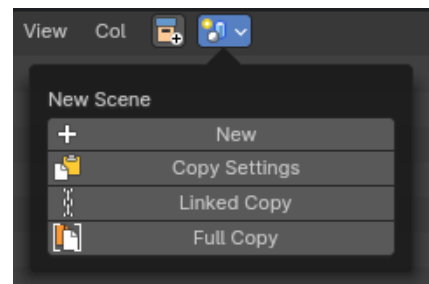 View Col
New Scene
New
Copy Settings
Linked Copy
Full Copy